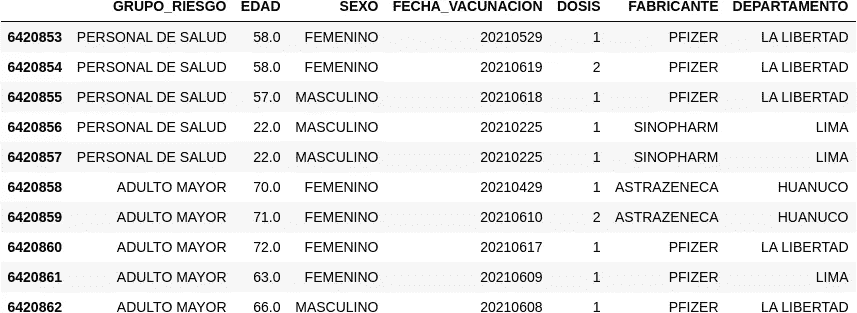 GRUPO_RIESGO EDAD SEXO FECHA_VACUNACION DOSIS FABRICANTE DEPARTAMENTO
6420853 PERSONAL DE SALUD 58.0 FEMENINO 20210529 1 PFIZER LA LIBERTAD
6420854 PERSONAL DE SALUD 58.0 FEMENINO 20210619 2 PFIZER LA LIBERTAD
6420855 PERSONAL DE SALUD 57.0 MASCULINO 20210618 1 PFIZER LA LIBERTAD
6420856 PERSONAL DE SALUD 22.0 MASCULINO 20210225 1 SINOPHARM LIMA
6420857 PERSONAL DE SALUD 22.0 MASCULINO 20210225 1 SINOPHARM LIMA
6420858 ADULTO MAYOR 70.0 FEMENINO 20210429 1 ASTRAZENECA HUANUCO
6420859 ADULTO MAYOR 71.0 FEMENINO 20210610 2 ASTRAZENECA HUANUCO
6420860 ADULTO MAYOR 72.0 FEMENINO 20210617 1 PFIZER LA LIBERTAD
6420861 ADULTO MAYOR 63.0 FEMENINO 20210609 1 PFIZER LIMA
6420862 ADULTO MAYOR 66.0 MASCULINO 20210608 1 PFIZER LA LIBERTAD